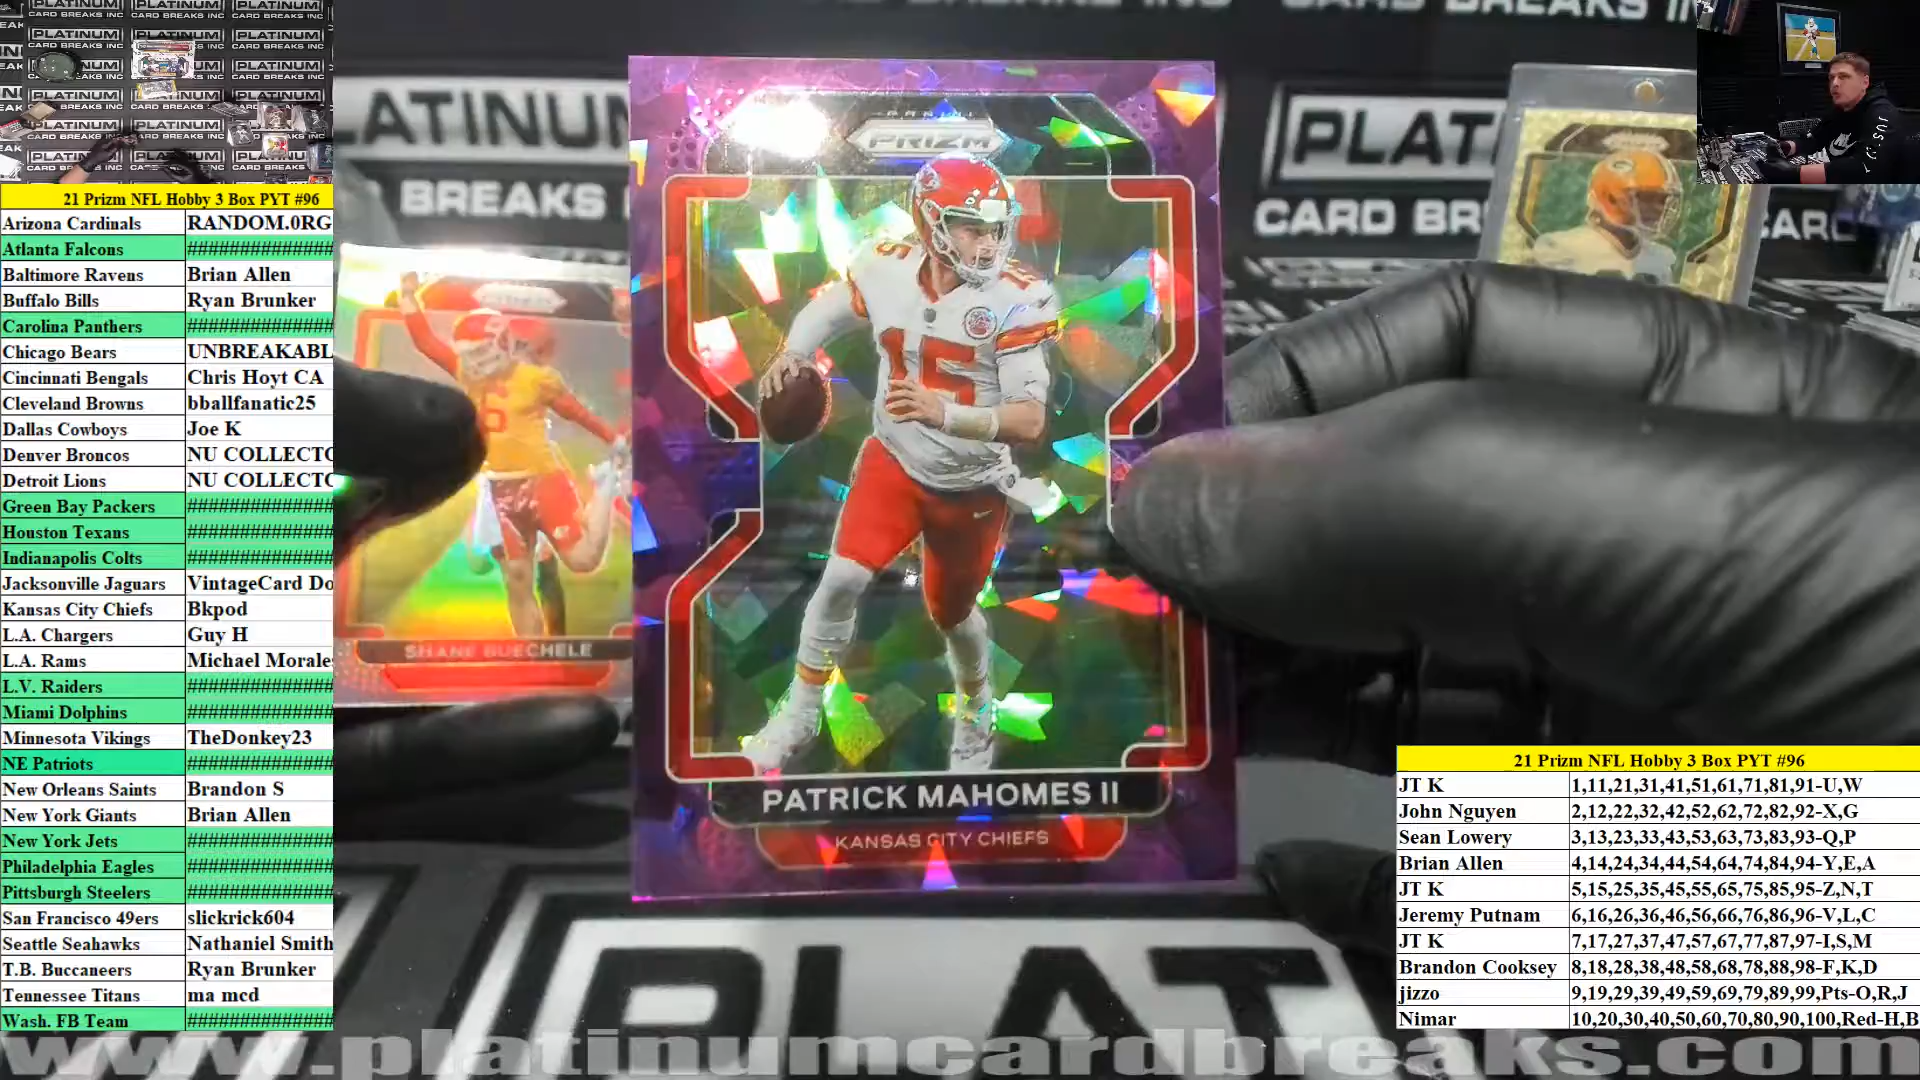 21 Prizm NFL Hobby 3 Box PYT #96
Arizona Cardinals RANDOM.0RG
Atlanta Falcons ###############
Baltimore Ravens Brian Allen
Buffalo Bills Ryan Brunker
Carolina Panthers ###############
Chicago Bears UNBREAKABL
Cincinnati Bengals Chris Hoyt CA
Cleveland Browns bballfanatic25
Dallas Cowboys Joe K
Denver Broncos NU COLLECTO
Detroit Lions NU COLLECTO
Green Bay Packers ###############
Houston Texans ###############
Indianapolis Colts ###############
Jacksonville Jaguars VintageCard Do
Kansas City Chiefs Bkpod
L.A. Chargers Guy H
L.A. Rams Michael Morales
L.V. Raiders ###############
Miami Dolphins ###############
Minnesota Vikings TheDonkey23
NE Patriots ###############
New Orleans Saints Brandon S
New York Giants Brian Allen
New York Jets ###############
Philadelphia Eagles ###############
Pittsburgh Steelers ###############
San Francisco 49ers slickrick604
Seattle Seahawks Nathaniel Smith
T.B. Buccaneers Ryan Brunker
Tennessee Titans ma mcd
Wash. FB Team ###############
PANINI
PRIZM
15
PATRICK MAHOMES II
KANSAS CITY CHIEFS
SHANE BUECHELE
PLATINUM
CARD BREAKS INC
LATINUM
BREAKS
PLAT
CARD BR
CARD
PLAT
21 Prizm NFL Hobby 3 Box PYT #96
JT K 1,11,21,31,41,51,61,71,81,91-U,W
John Nguyen 2,12,22,32,42,52,62,72,82,92-X,G
Sean Lowery 3,13,23,33,43,53,63,73,83,93-Q,P
Brian Allen 4,14,24,34,44,54,64,74,84,94-Y,E,A
JT K 5,15,25,35,45,55,65,75,85,95-Z,N,T
Jeremy Putnam 6,16,26,36,46,56,66,76,86,96-V,L,C
JT K 7,17,27,37,47,57,67,77,87,97-I,S,M
Brandon Cooksey 8,18,28,38,48,58,68,78,88,98-F,K,D
jizzo 9,19,29,39,49,59,69,79,89,99,Pts-O,R,J
Nimar 10,20,30,40,50,60,70,80,90,100,Red-H,B
www.platinumcardbreaks.com